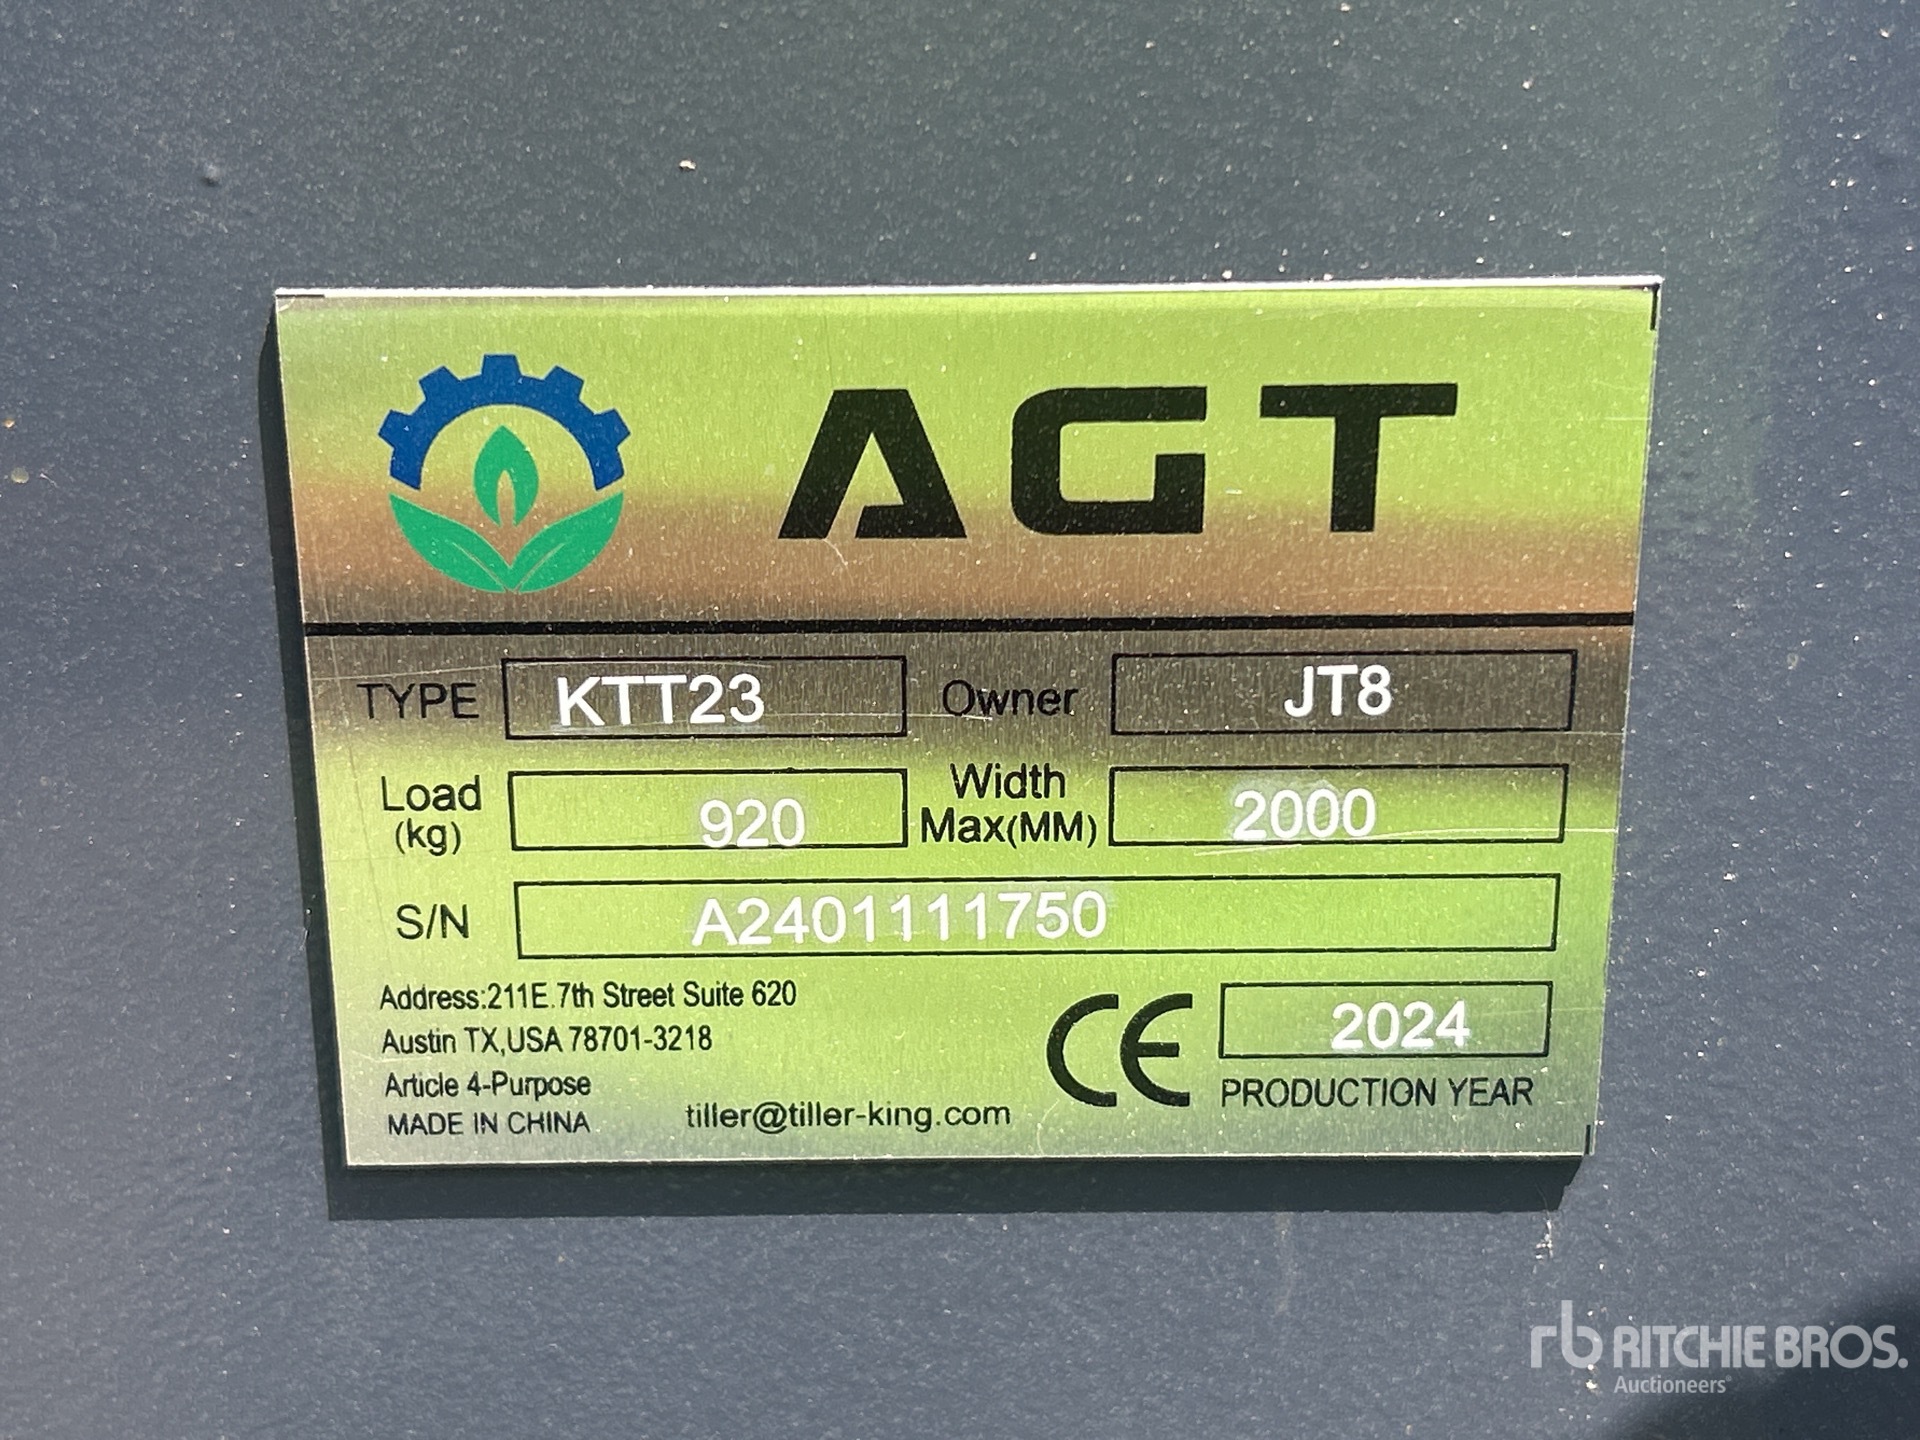 AGT
TYPE KTT23 Owner JT8
Load (kg) 920 Width Max(MM) 2000
S/N A2401111750
Address:211E.7th Street Suite 620
Austin TX,USA 78701-3218
Article 4-Purpose
MADE IN CHINA tiller@tiller-king.com
CE 2024
PRODUCTION YEAR
rb RITCHIE BROS.
Auctioneers